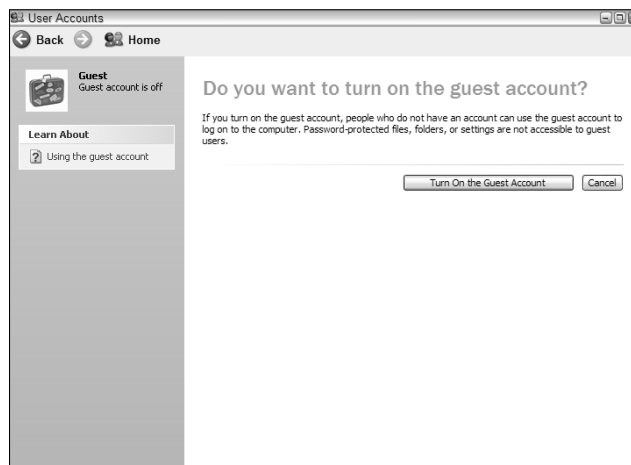 User Accounts
Back Home
Guest
Guest account is off
Learn About
Using the guest account
Do you want to turn on the guest account?
If you turn on the guest account, people who do not have an account can use the guest account to
log on to the computer. Password-protected files, folders, or settings are not accessible to guest
users.
Turn On the Guest Account Cancel